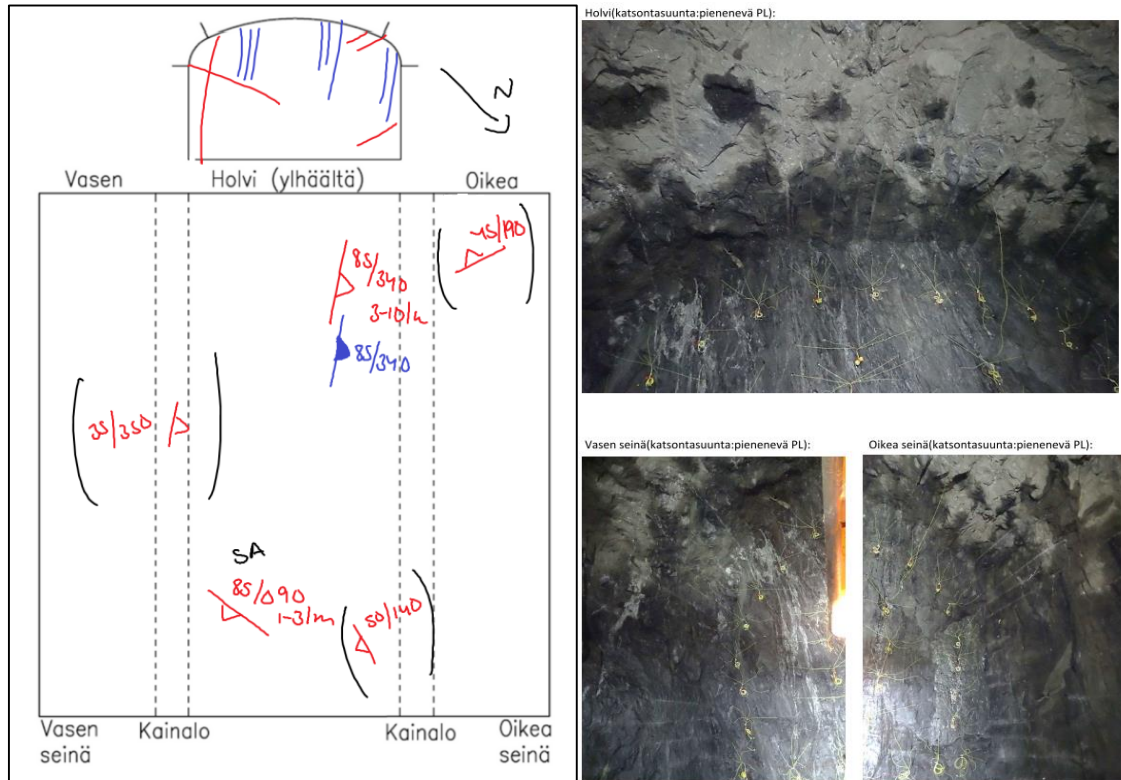 N
Vasen
Holvi (ylhäältä)
Oikea
45/190
85/340
3-10/m
85/340
35/350
SA
85/090
1-3/m
50/140
Vasen
seinä
Kainalo
Kainalo
Oikea
seinä
Holvi(katsontasuunta:pienenevä PL):
Vasen seinä(katsontasuunta:pienenevä PL):
Oikea seinä(katsontasuunta:pienenevä PL):